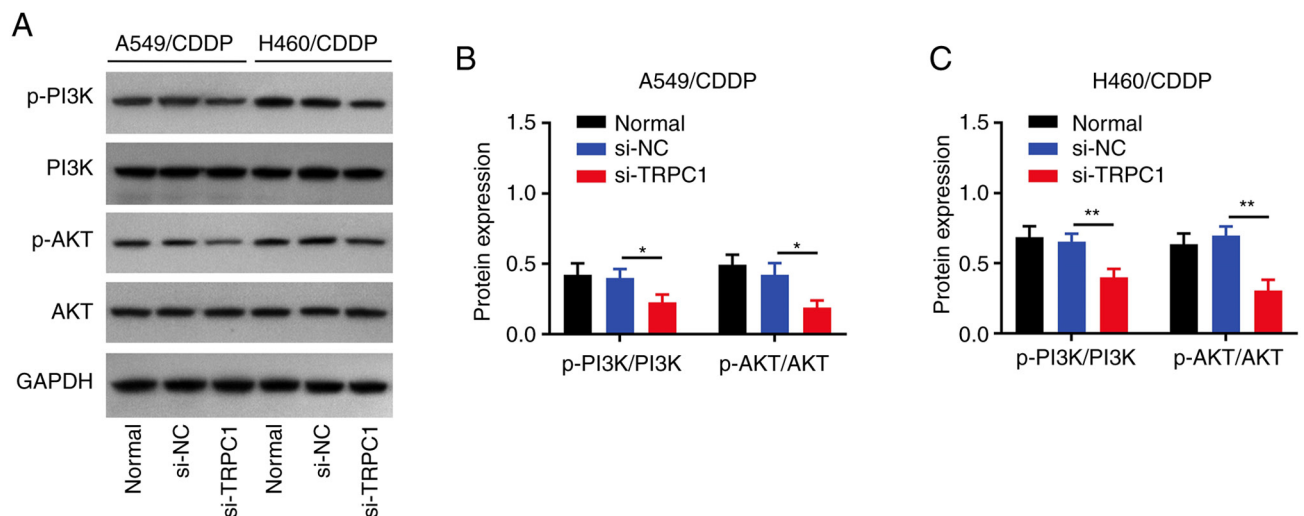 A
A549/CDDP H460/CDDP
p-PI3K
PI3K
p-AKT
AKT
GAPDH
Normal
si-NC
si-TRPC1
Normal
si-NC
si-TRPC1
B
A549/CDDP
Protein expression
1.5
1.0
0.5
0.0
Normal
si-NC
si-TRPC1
*
*
p-PI3K/PI3K p-AKT/AKT
C
H460/CDDP
Protein expression
1.5
1.0
0.5
0.0
Normal
si-NC
si-TRPC1
**
**
p-PI3K/PI3K p-AKT/AKT